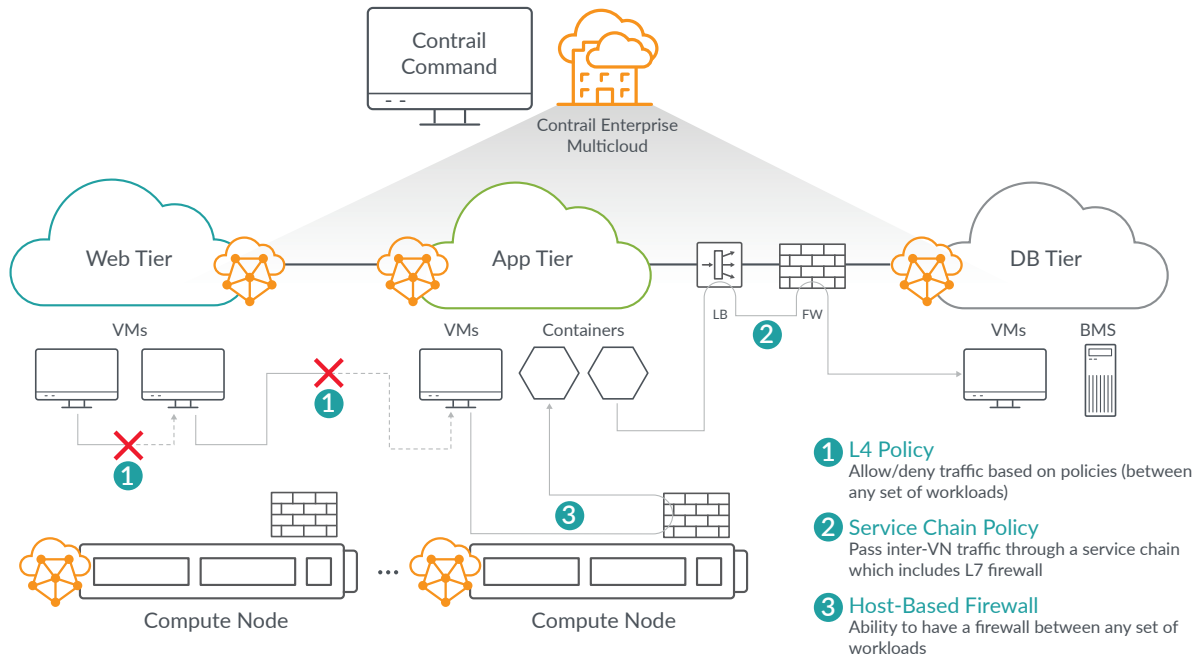 Contrail
Command
Contrail Enterprise
Multicloud
Web Tier
App Tier
DB Tier
LB
FW
2
VMs
VMs
Containers
VMs
BMS
1
1
3
1 L4 Policy
Allow/deny traffic based on policies (between
any set of workloads)
2 Service Chain Policy
Pass inter-VN traffic through a service chain
which includes L7 firewall
3 Host-Based Firewall
Ability to have a firewall between any set of
workloads
...
Compute Node
Compute Node